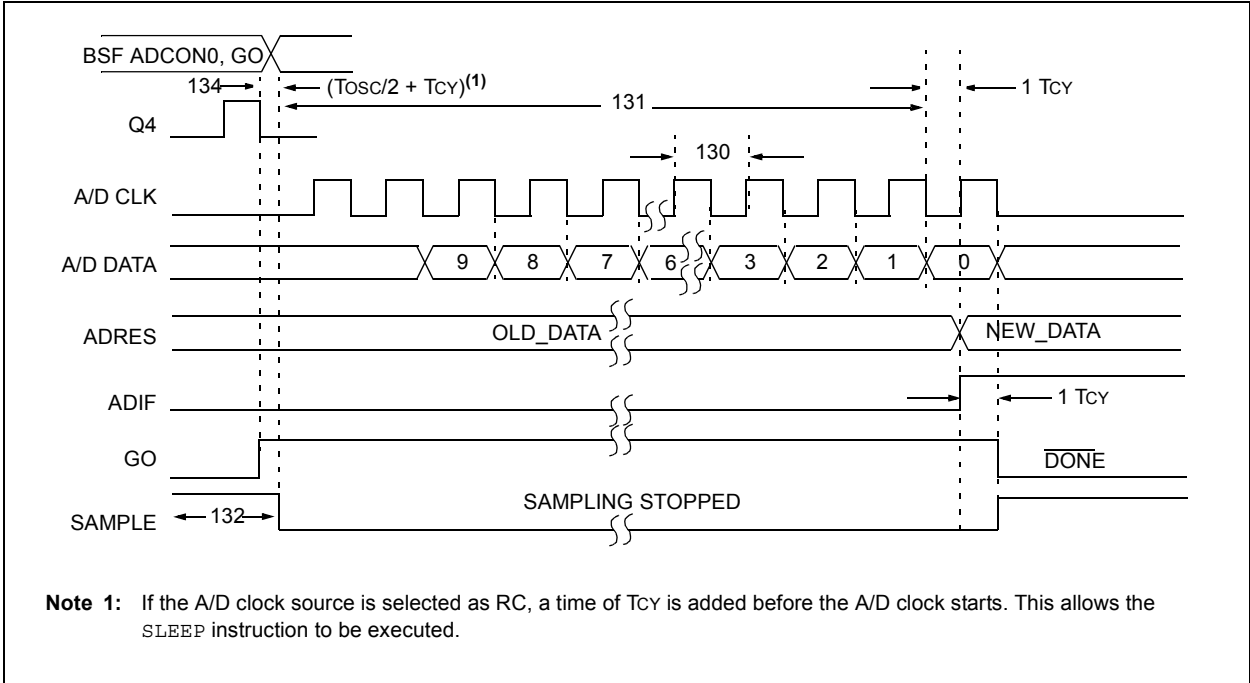 BSF ADCON0, GO
134 (TOSC/2 + TCY)(1) 1 TCY
131
Q4
130
A/D CLK
A/D DATA 9 8 7 6 3 2 1 0
ADRES OLD_DATA NEW_DATA
ADIF 1 TCY
GO DONE
SAMPLE 132 SAMPLING STOPPED
Note 1: If the A/D clock source is selected as RC, a time of TCY is added before the A/D clock starts. This allows the
SLEEP instruction to be executed.